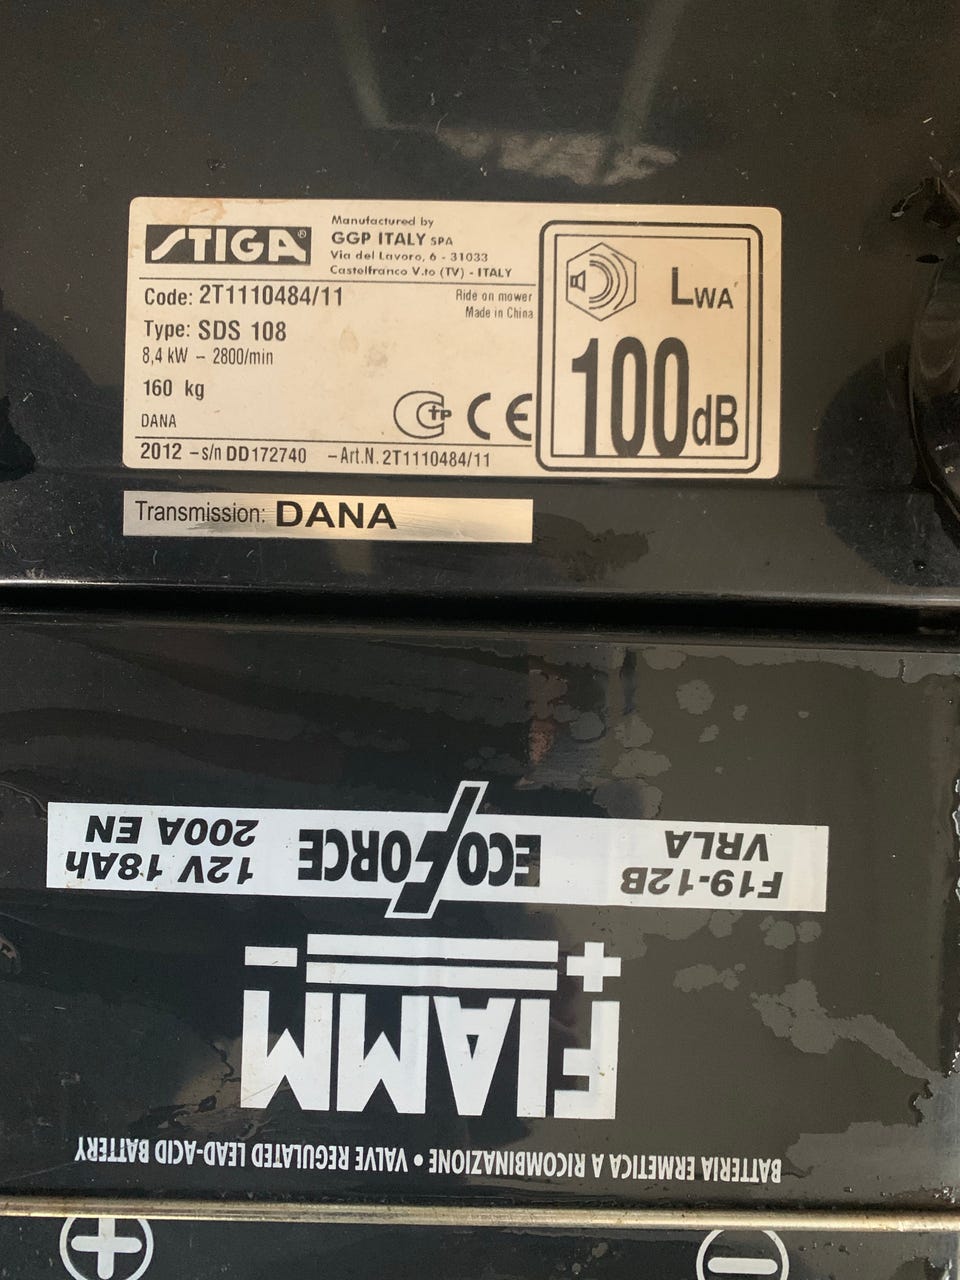 STIGA®
Manufactured by
GGP ITALY SPA
Via del Lavoro, 6 - 31033
Castelfranco V.to (TV) - ITALY
Code: 2T1110484/11
Ride on mower
Made in China
Type: SDS 108
8,4 kW – 2800/min
160 kg
DANA
CE
2012 – s/n DD172740 – Art.N. 2T1110484/11
LWA
100dB
Transmission: DANA
F19-12B
VRLA
ECOFORCE
12V 18Ah
200A EN
FIAMM
BATTERIA ERMETICA A RICOMBINAZIONE • VALVE REGULATED LEAD-ACID BATTERY